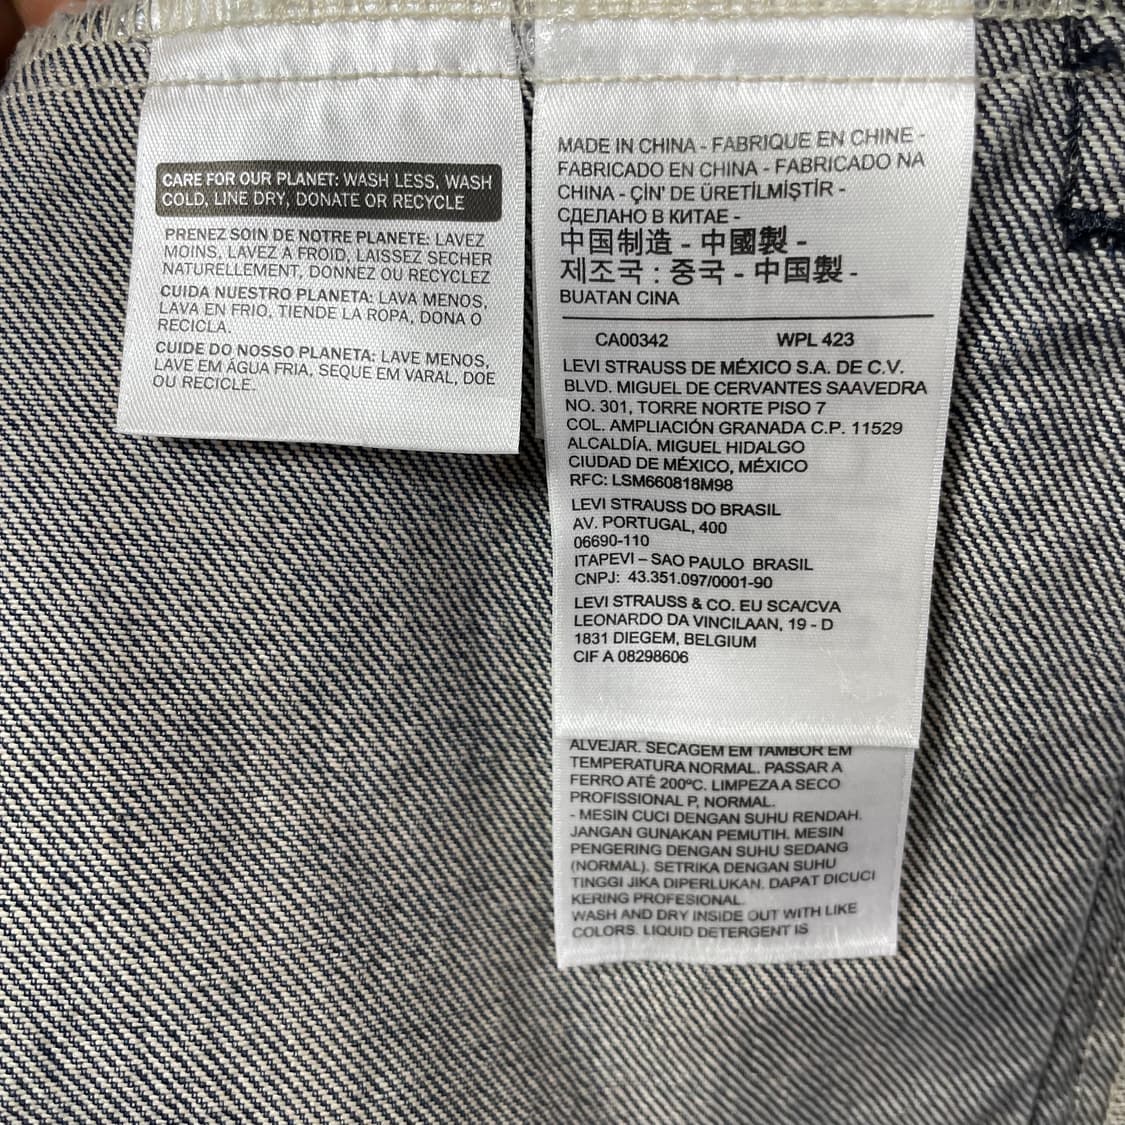 CARE FOR OUR PLANET: WASH LESS, WASH
COLD, LINE DRY, DONATE OR RECYCLE
PRENEZ SOIN DE NOTRE PLANETE: LAVEZ
MOINS, LAVEZ À FROID, LAISSEZ SECHER
NATURELLEMENT, DONNEZ OU RECYCLEZ
CUIDA NUESTRO PLANETA: LAVA MENOS,
LAVA EN FRIO, TIENDE LA ROPA, DONA O
RECICLA.
CUIDE DO NOSSO PLANETA: LAVE MENOS,
LAVE EM ÁGUA FRIA, SEQUE EM VARAL, DOE
OU RECICLE.
MADE IN CHINA - FABRIQUE EN CHINE -
FABRICADO EN CHINA - FABRICADO NA
CHINA - ÇİN' DE ÜRETİLMİŞTİR -
СДЕЛАНО В КИТАЕ -
中国制造 - 中國製 -
제조국 : 중국 - 中国製 -
BUATAN CINA
CA00342 WPL 423
LEVI STRAUSS DE MÉXICO S.A. DE C.V.
BLVD. MIGUEL DE CERVANTES SAAVEDRA
NO. 301, TORRE NORTE PISO 7
COL. AMPLIACIÓN GRANADA C.P. 11529
ALCALDÍA. MIGUEL HIDALGO
CIUDAD DE MÉXICO, MÉXICO
RFC: LSM660818M98
LEVI STRAUSS DO BRASIL
AV. PORTUGAL, 400
06690-110
ITAPEVI – SAO PAULO BRASIL
CNPJ: 43.351.097/0001-90
LEVI STRAUSS & CO. EU SCA/CVA
LEONARDO DA VINCILAAN, 19 - D
1831 DIEGEM, BELGIUM
CIF A 08298606
ALVEJAR. SECAGEM EM TAMBOR EM
TEMPERATURA NORMAL. PASSAR A
FERRO ATÉ 200ºC. LIMPEZA A SECO
PROFISSIONAL P, NORMAL.
- MESIN CUCI DENGAN SUHU RENDAH.
JANGAN GUNAKAN PEMUTIH. MESIN
PENGERING DENGAN SUHU SEDANG
(NORMAL). SETRIKA DENGAN SUHU
TINGGI JIKA DIPERLUKAN. DAPAT DICUCI
KERING PROFESIONAL.
WASH AND DRY INSIDE OUT WITH LIKE
COLORS. LIQUID DETERGENT IS